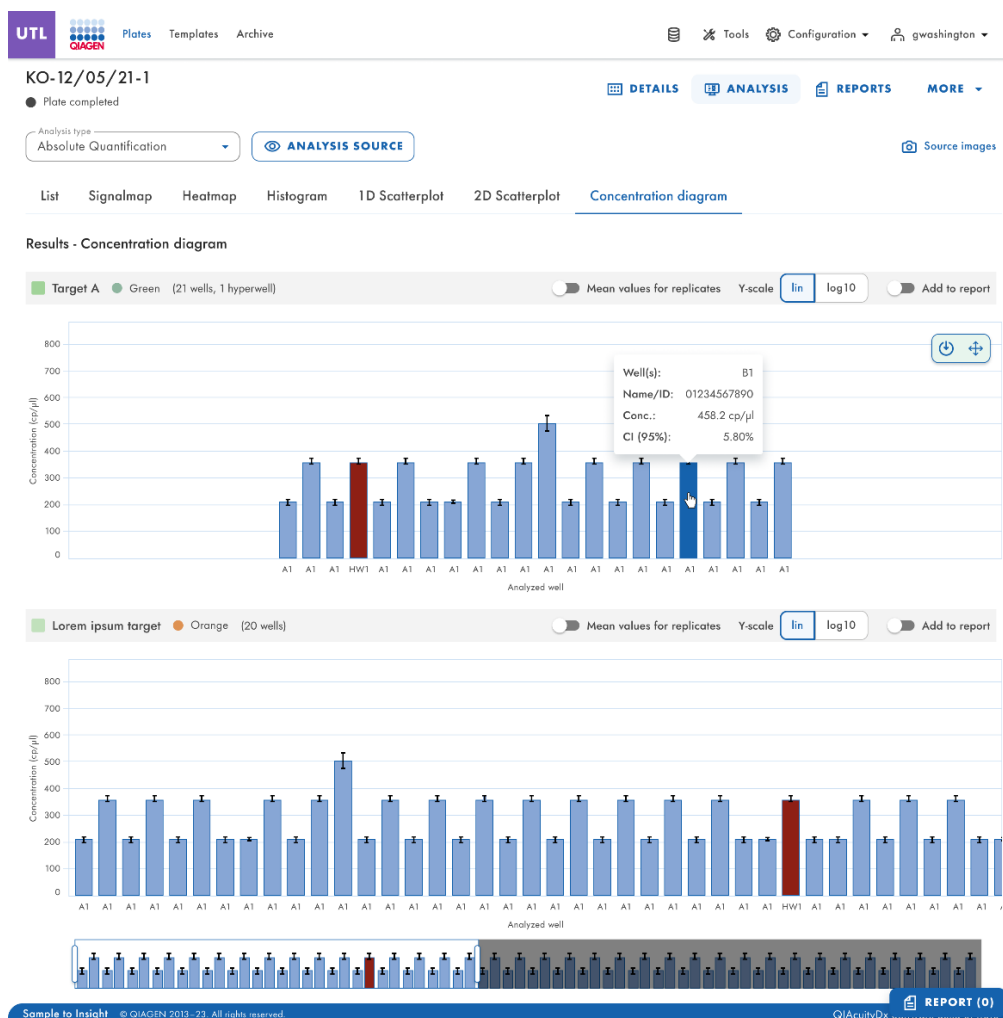 UTL
QIAGEN
Plates Templates Archive
Tools Configuration gwashington
KO-12/05/21-1
Plate completed
DETAILS ANALYSIS REPORTS MORE
Analysis type
Absolute Quantification
ANALYSIS SOURCE
Source images
List Signalmap Heatmap Histogram 1D Scatterplot 2D Scatterplot Concentration diagram
Results - Concentration diagram
Target A Green (21 wells, 1 hyperwell) Mean values for replicates Y-scale lin log10 Add to report
Concentration (cp/µl)
800
700
600
500
400
300
200
100
0
Well(s): B1
Name/ID: 01234567890
Conc.: 458.2 cp/µl
CI (95%): 5.80%
A1 A1 A1 HW1 A1 A1 A1 A1 A1 A1 A1 A1 A1 A1 A1 A1 A1 A1 A1 A1 A1 A1
Analyzed well
Lorem ipsum target Orange (20 wells) Mean values for replicates Y-scale lin log10 Add to report
Concentration (cp/µl)
800
700
600
500
400
300
200
100
0
A1 A1 A1 A1 A1 A1 A1 A1 A1 A1 A1 A1 A1 A1 A1 A1 A1 A1 A1 A1 A1 A1 A1 A1 A1 A1 A1 A1 A1 A1 HW1 A1 A1 A1 A1 A1 A1 A1 A1
Analyzed well
REPORT (0)
Sample to Insight © QIAGEN 2013–23. All rights reserved. QIAcuityDx